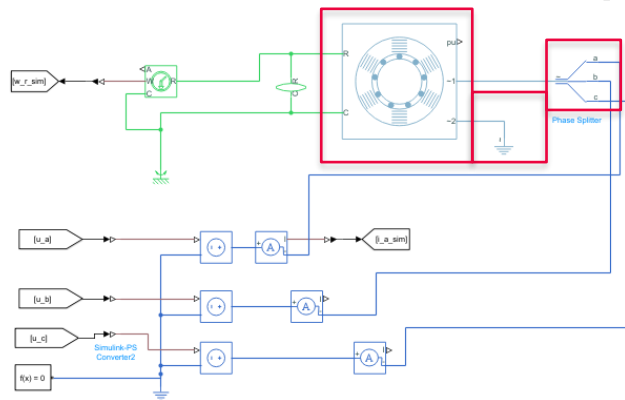 [w_r_sim]
A
W
R
C
R
C
pu
~1
~2
a
b
c
Phase Splitter
[u_a]
A
I
[i_a_sim]
[u_b]
A
I
[u_c]
Simulink-PS
Converter2
A
I
f(x) = 0